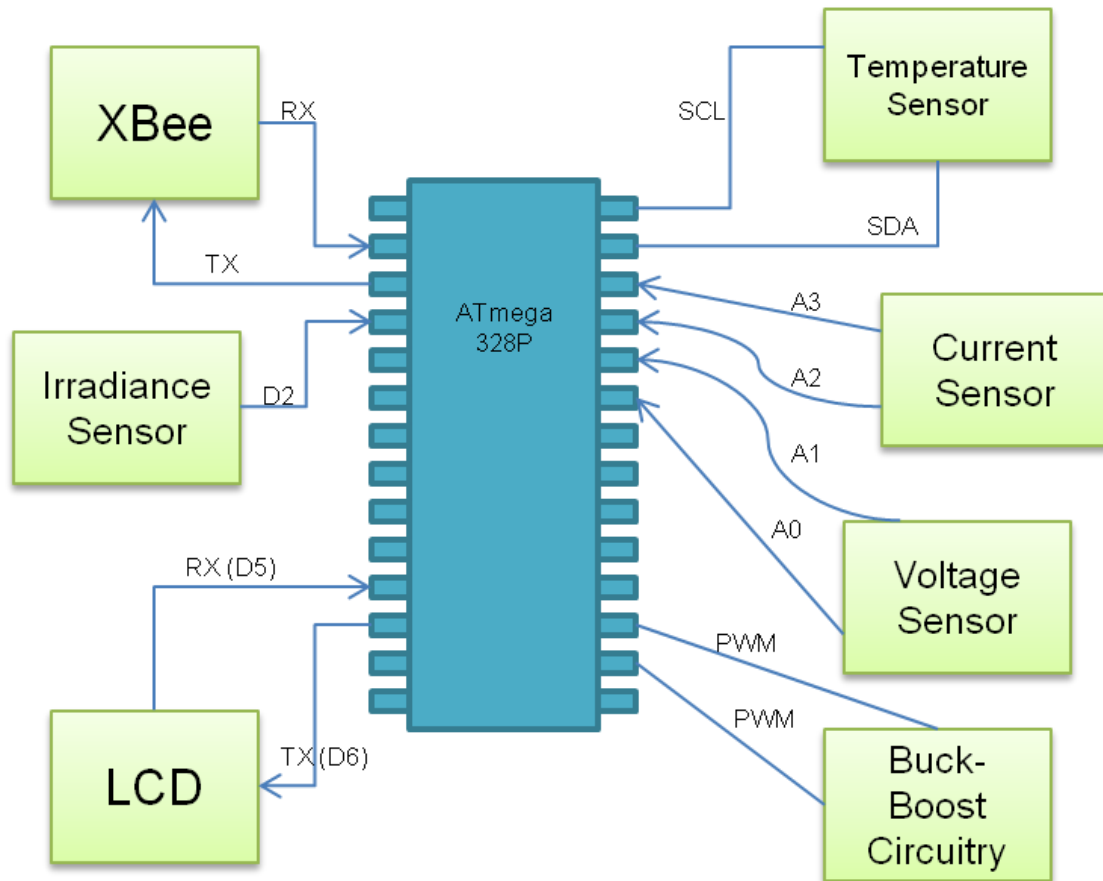 XBee
RX
TX
Irradiance
Sensor
D2
RX (D5)
TX (D6)
LCD
ATmega
328P
SCL
Temperature
Sensor
SDA
A3
A2
Current
Sensor
A1
A0
Voltage
Sensor
PWM
PWM
Buck-
Boost
Circuitry